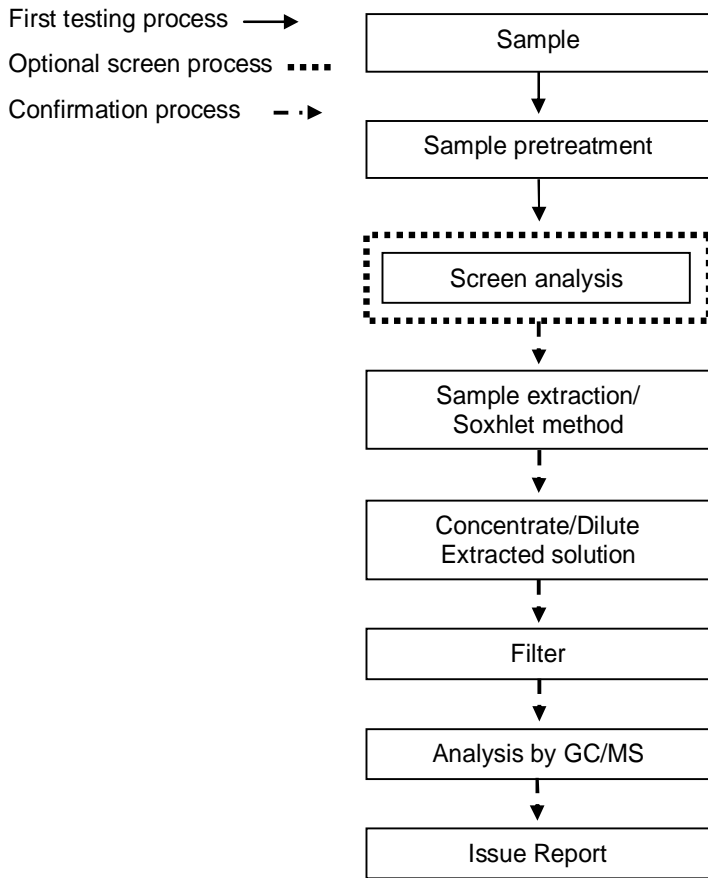 First testing process
Optional screen process
Confirmation process
Sample
Sample pretreatment
Screen analysis
Sample extraction/
Soxhlet method
Concentrate/Dilute
Extracted solution
Filter
Analysis by GC/MS
Issue Report